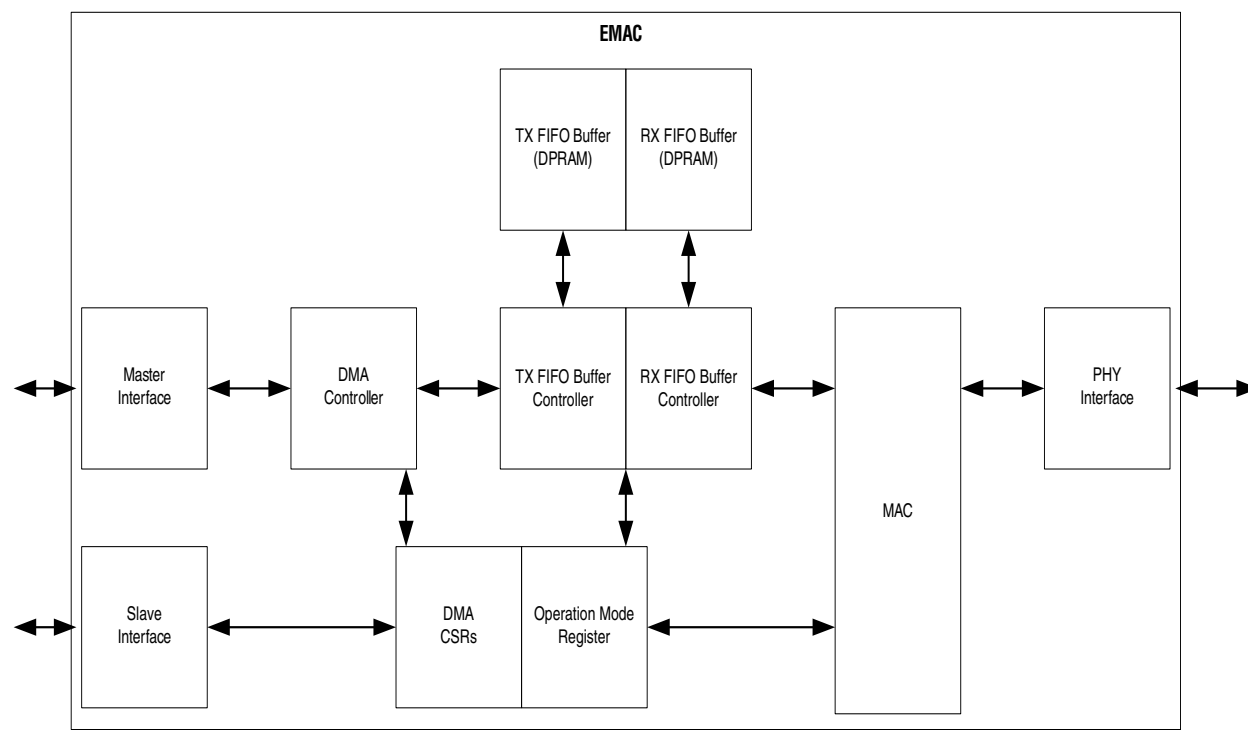 EMAC
TX FIFO Buffer
(DPRAM)
RX FIFO Buffer
(DPRAM)
Master
Interface
DMA
Controller
TX FIFO Buffer
Controller
RX FIFO Buffer
Controller
PHY
Interface
MAC
Slave
Interface
DMA
CSRs
Operation Mode
Register